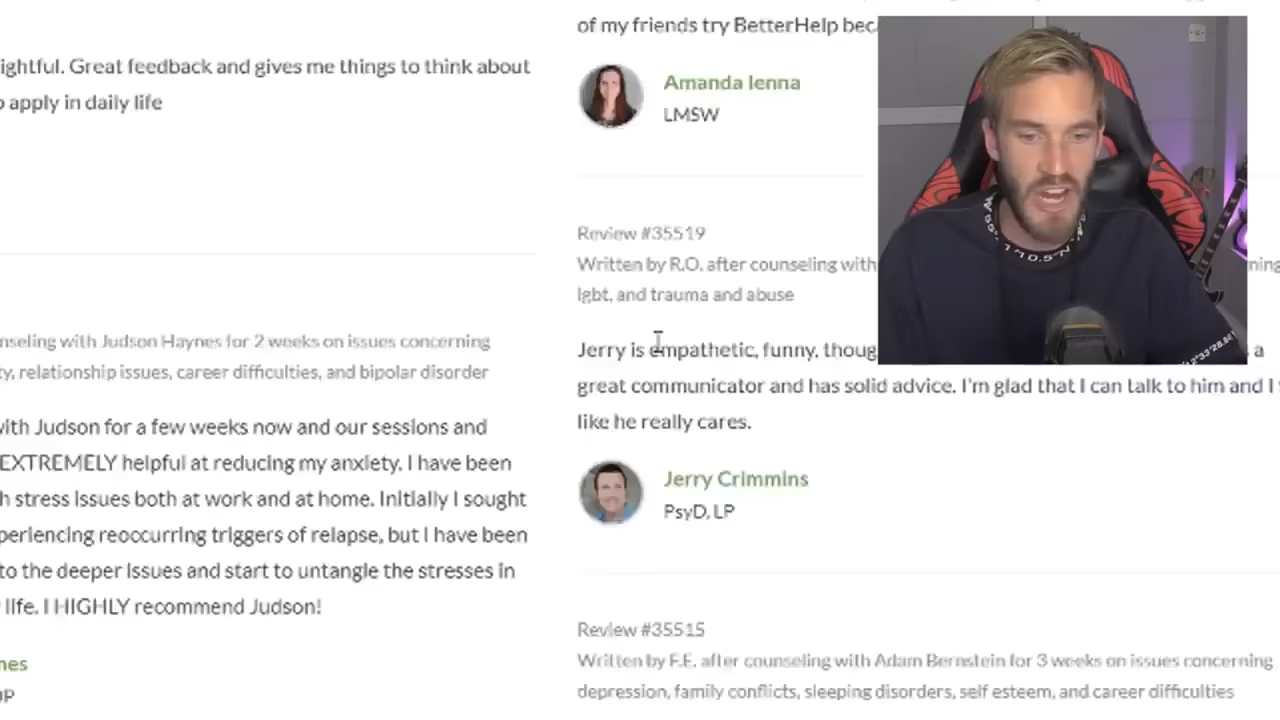 ightful. Great feedback and gives me things to think about
apply in daily life
nseling with Judson Haynes for 2 weeks on issues concerning
ty, relationship issues, career difficulties, and bipolar disorder
with Judson for a few weeks now and our sessions and
EXTREMELY helpful at reducing my anxiety. I have been
h stress issues both at work and at home. Initially I sought
periencing reoccurring triggers of relapse, but I have been
to the deeper issues and start to untangle the stresses in
life. I HIGHLY recommend Judson!
nes
of my friends try BetterHelp beca
Amanda Ienna
LMSW
Review #35519
Written by R.O. after counseling with
ning
lgbt, and trauma and abuse
Jerry is empathetic, funny, thoug
a
great communicator and has solid advice. I'm glad that I can talk to him and I
like he really cares.
Jerry Crimmins
PsyD, LP
Review #35515
Written by F.E. after counseling with Adam Bernstein for 3 weeks on issues concerning
depression, family conflicts, sleeping disorders, self esteem, and career difficulties